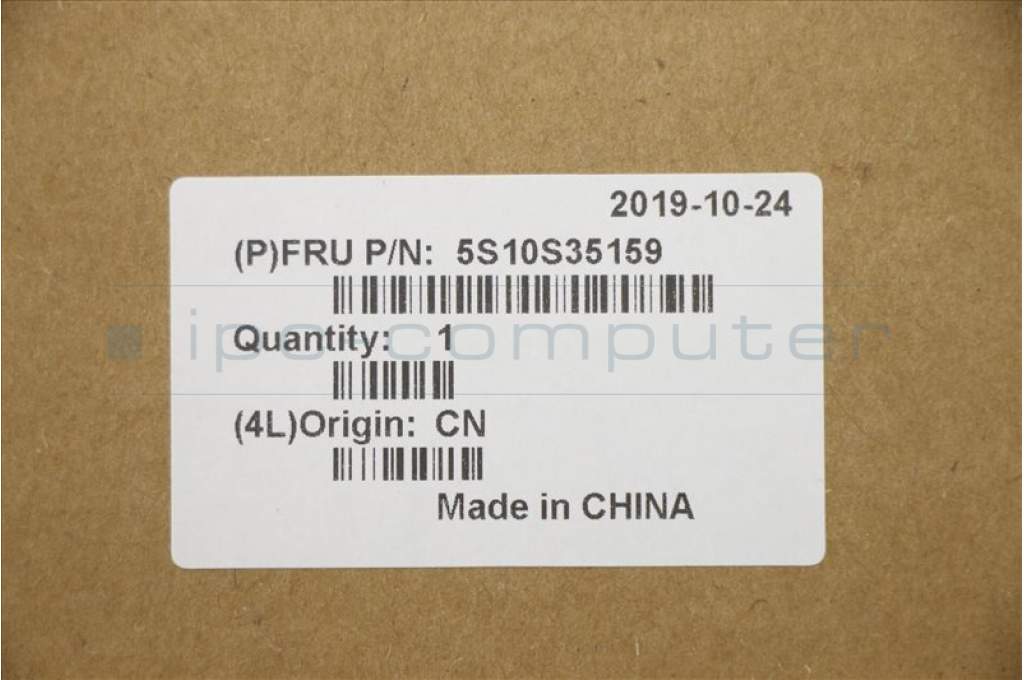 2019-10-24
(P)FRU P/N: 5S10S35159
Quantity: 1
(4L)Origin: CN
Made in CHINA
ipc-computer